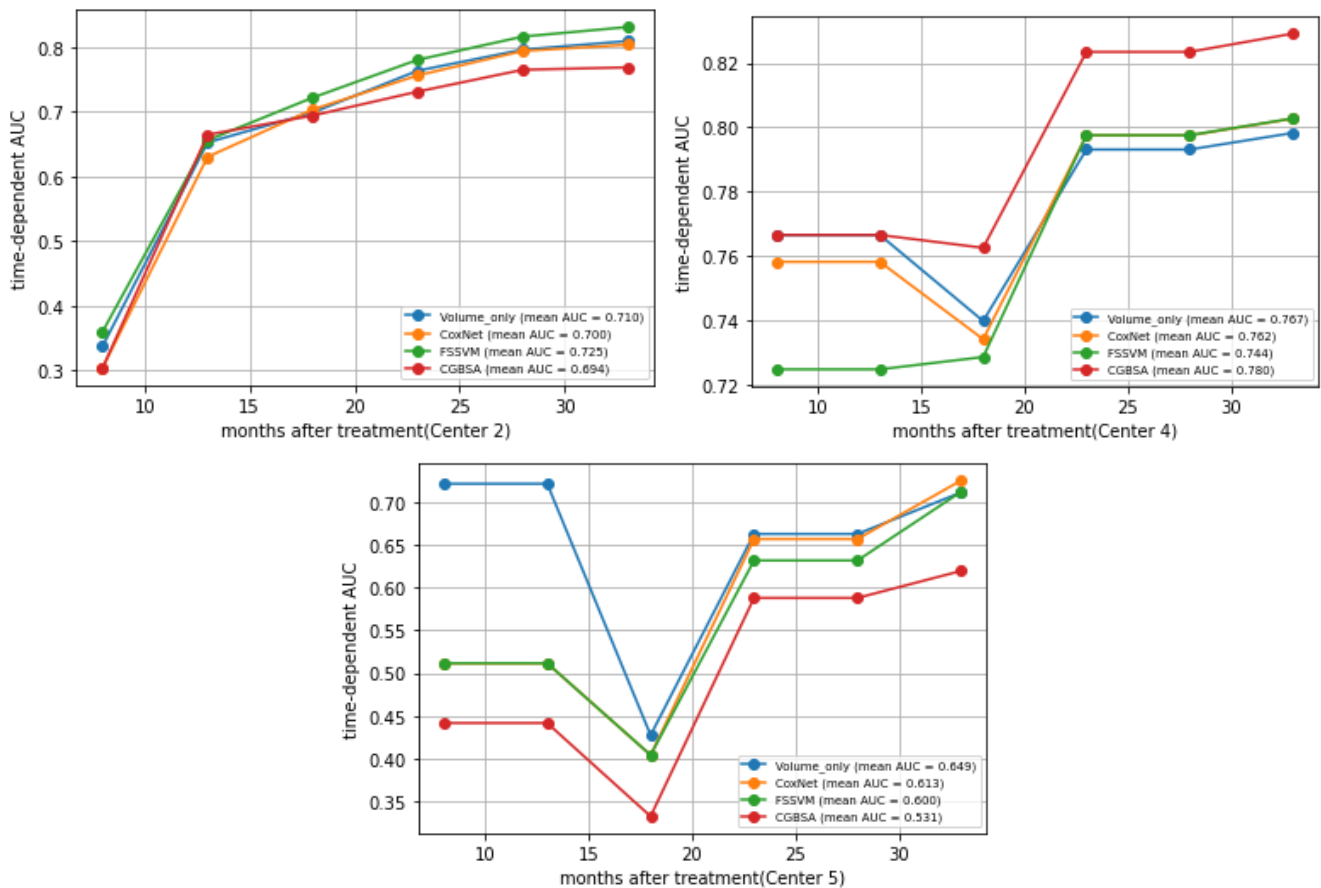 time-dependent AUC
0.8
0.7
0.6
0.5
0.4
0.3
Volume_only (mean AUC = 0.710)
CoxNet (mean AUC = 0.700)
FSSVM (mean AUC = 0.725)
CGBSA (mean AUC = 0.694)
10 15 20 25 30
months after treatment(Center 2)
time-dependent AUC
0.82
0.80
0.78
0.76
0.74
0.72
Volume_only (mean AUC = 0.767)
CoxNet (mean AUC = 0.762)
FSSVM (mean AUC = 0.744)
CGBSA (mean AUC = 0.780)
10 15 20 25 30
months after treatment(Center 4)
time-dependent AUC
0.70
0.65
0.60
0.55
0.50
0.45
0.40
0.35
Volume_only (mean AUC = 0.649)
CoxNet (mean AUC = 0.613)
FSSVM (mean AUC = 0.600)
CGBSA (mean AUC = 0.531)
10 15 20 25 30
months after treatment(Center 5)